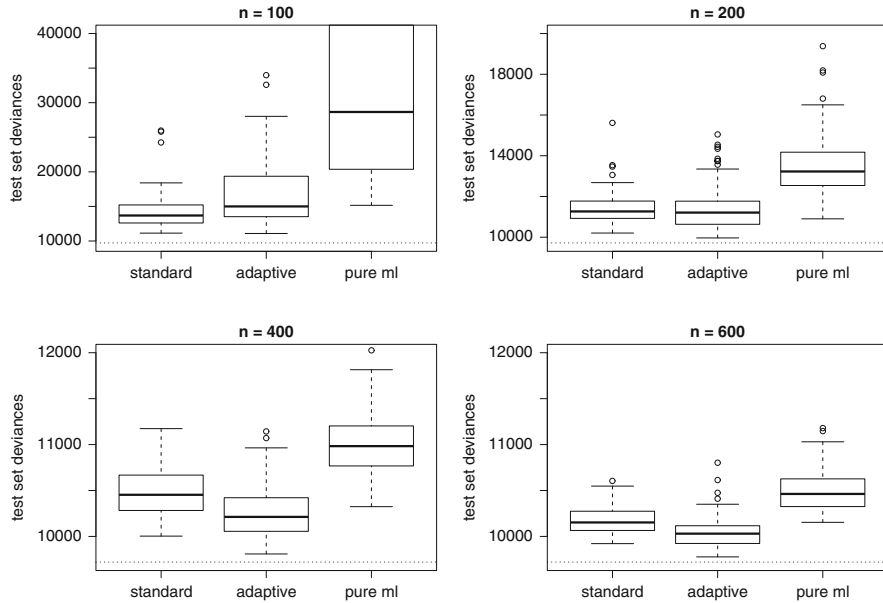 n = 100
test set deviances
40000
30000
20000
10000
standard adaptive pure ml
n = 200
test set deviances
18000
14000
10000
standard adaptive pure ml
n = 400
test set deviances
12000
11000
10000
standard adaptive pure ml
n = 600
test set deviances
12000
11000
10000
standard adaptive pure ml